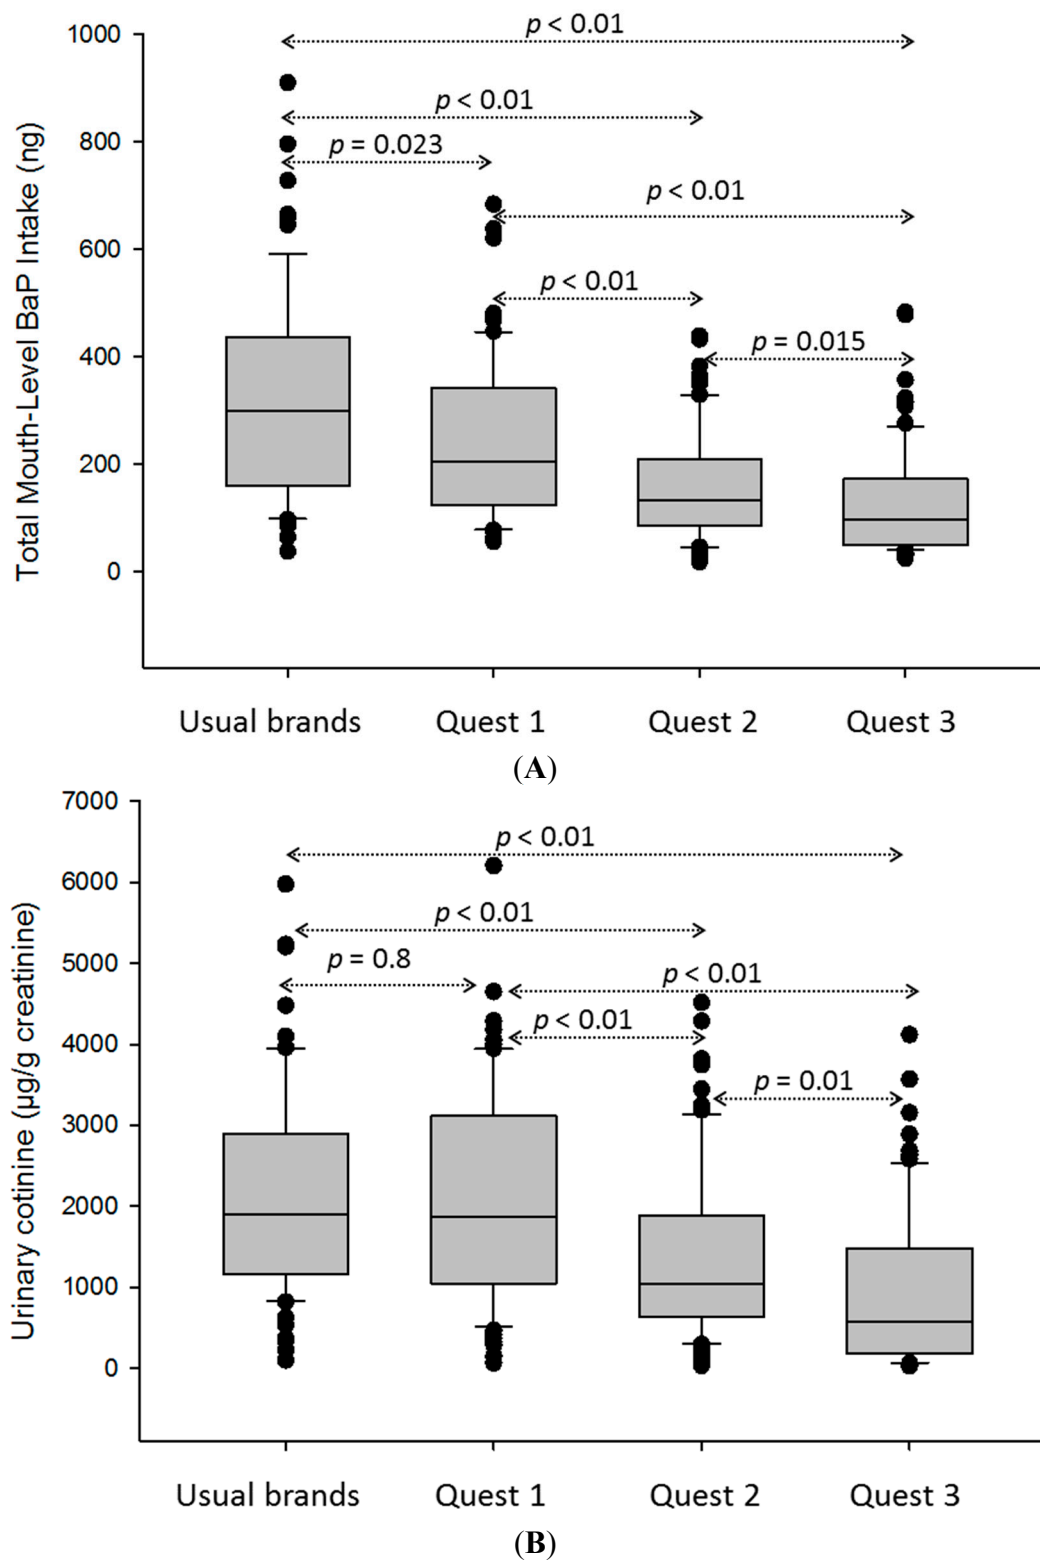 1000
p < 0.01
800
p < 0.01
p = 0.023
p < 0.01
600
p < 0.01
400
p = 0.015
200
0
Total Mouth-Level BaP Intake (ng)
Usual brands Quest 1 Quest 2 Quest 3
(A)
7000
p < 0.01
6000
p < 0.01
5000
p = 0.8
p < 0.01
p < 0.01
4000
p = 0.01
3000
2000
1000
0
Urinary cotinine (µg/g creatinine)
Usual brands Quest 1 Quest 2 Quest 3
(B)